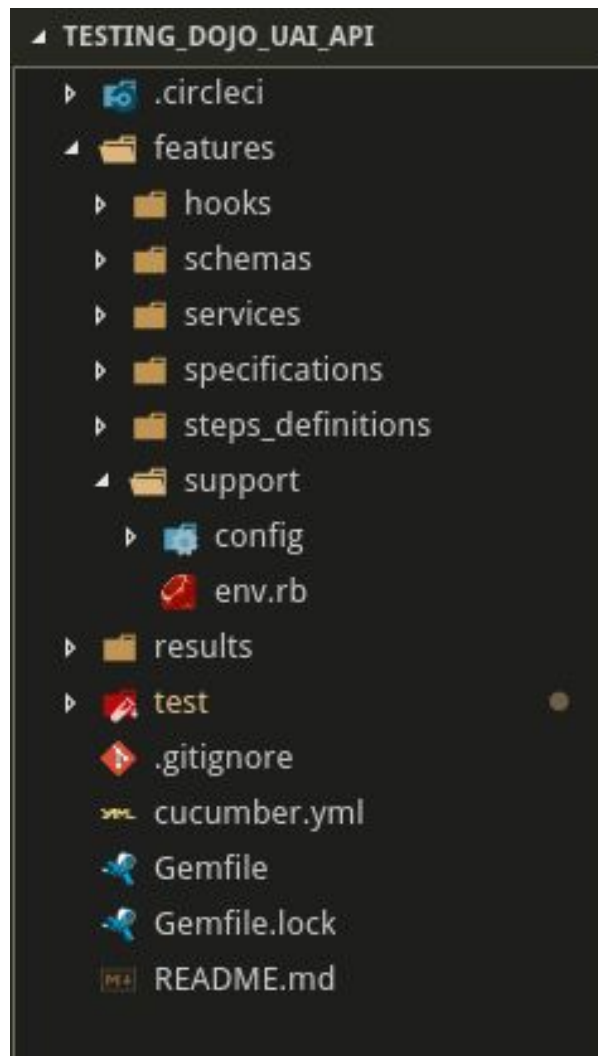 TESTING_DOJO_UAI_API
.circleci
features
hooks
schemas
services
specifications
steps_definitions
support
config
env.rb
results
test
.gitignore
cucumber.yml
Gemfile
Gemfile.lock
README.md